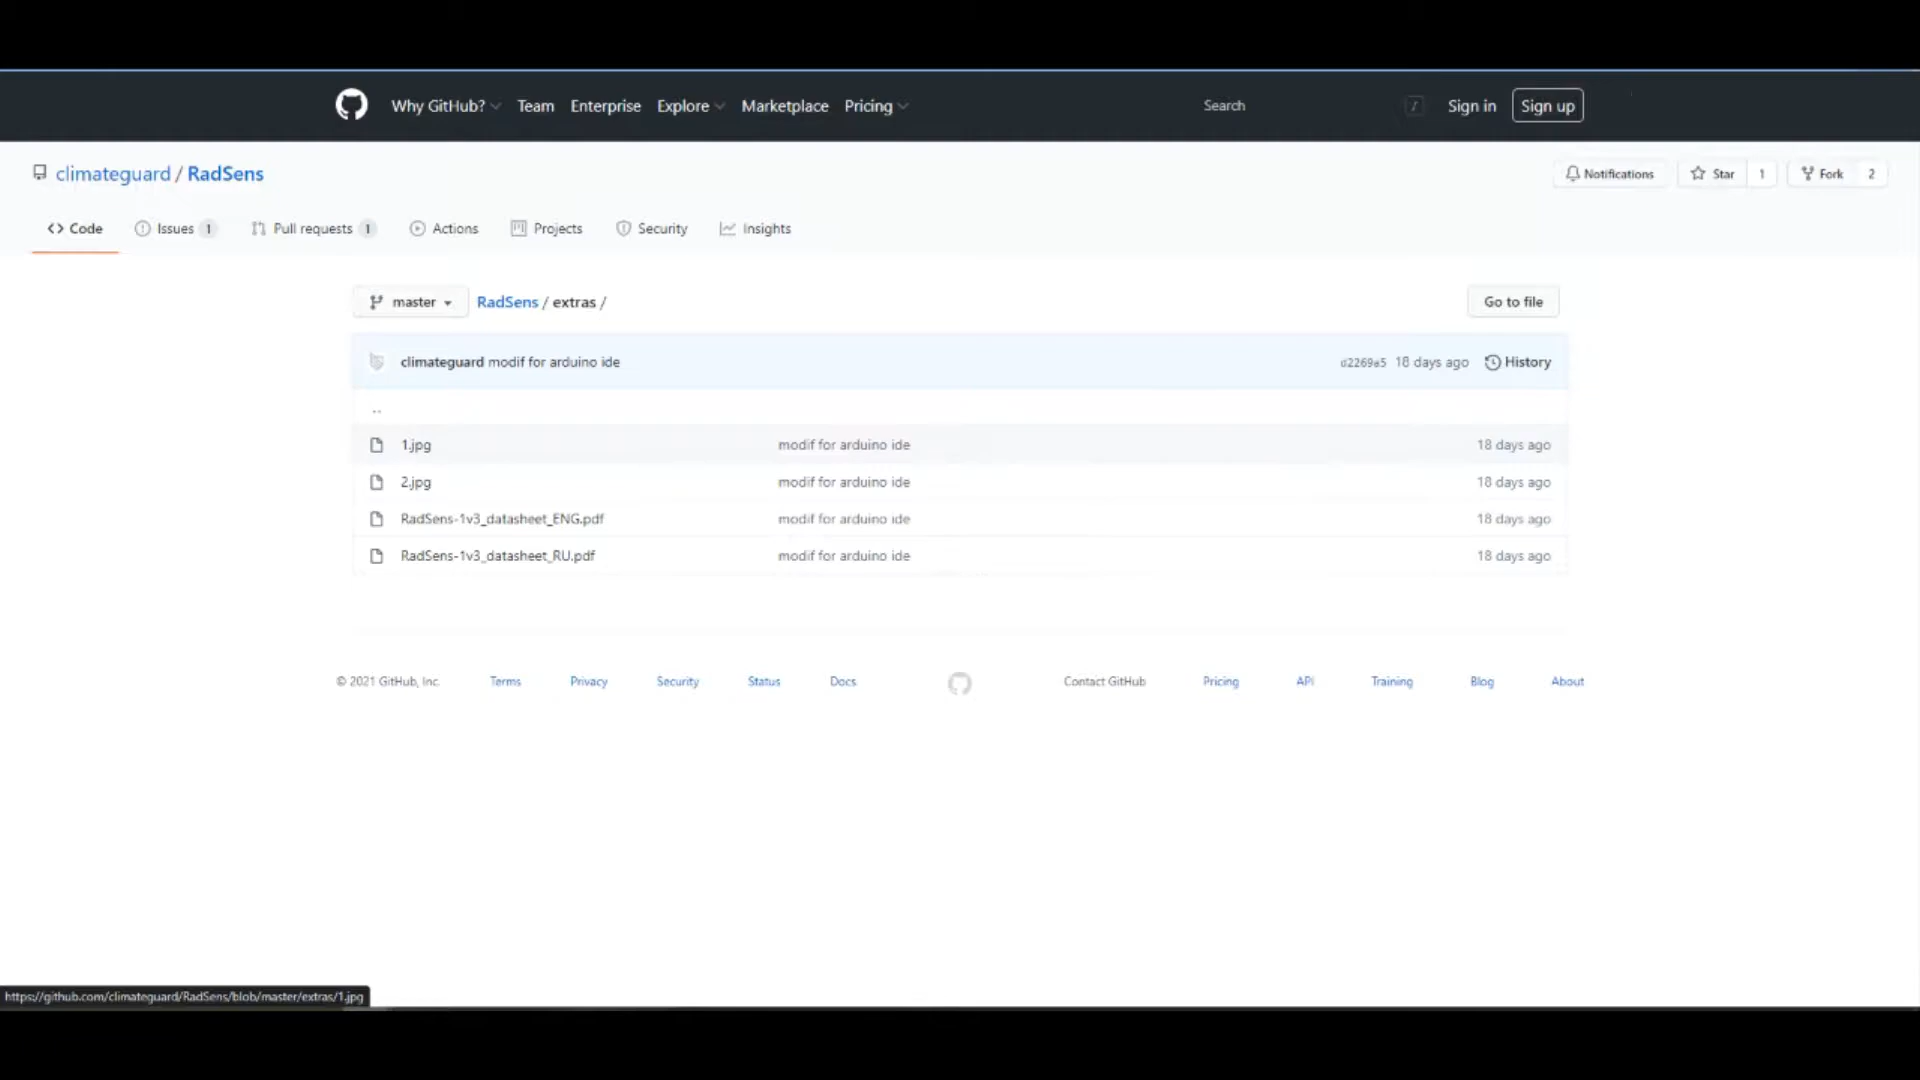 Why GitHub? Team Enterprise Explore Marketplace Pricing Search / Sign in Sign up
climateguard / RadSens Notifications Star 1 Fork 2
Code Issues 1 Pull requests 1 Actions Projects Security Insights
master RadSens / extras / Go to file
climateguard modif for arduino ide 18 days ago History
..
1.jpg modif for arduino ide 18 days ago
2.jpg modif for arduino ide 18 days ago
RadSens-1v3_datasheet_ENG.pdf modif for arduino ide 18 days ago
RadSens-1v3_datasheet_RU.pdf modif for arduino ide 18 days ago
© 2021 GitHub, Inc. Terms Privacy Security Status Docs Contact GitHub Pricing API Training Blog About
https://github.com/climateguard/RadSens/blob/master/extras/1.jpg